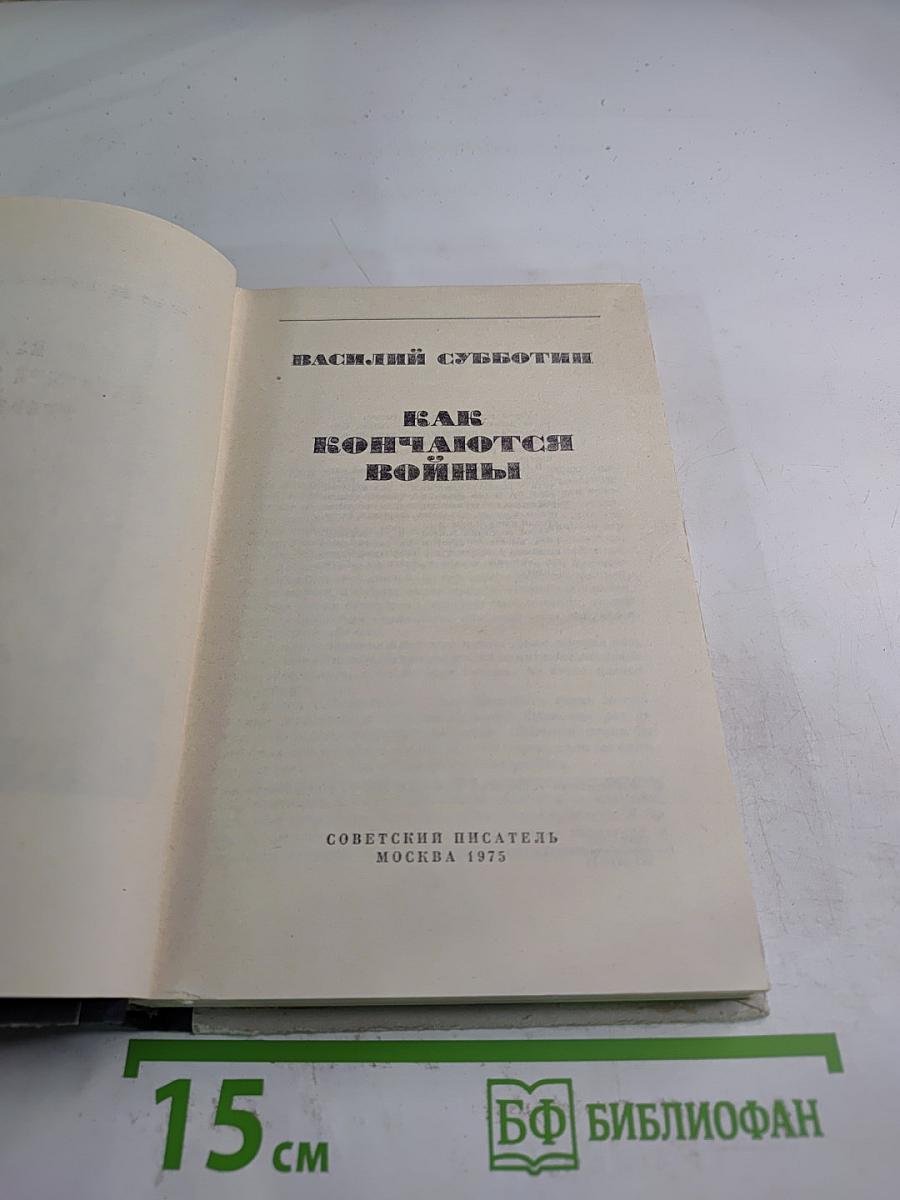 ВАСИЛИЙ СУББОТИН
КАК
КОНЧАЮТСЯ
ВОЙНЫ
СОВЕТСКИЙ ПИСАТЕЛЬ
МОСКВА 1975
15 см
БФ БИБЛИОФАН